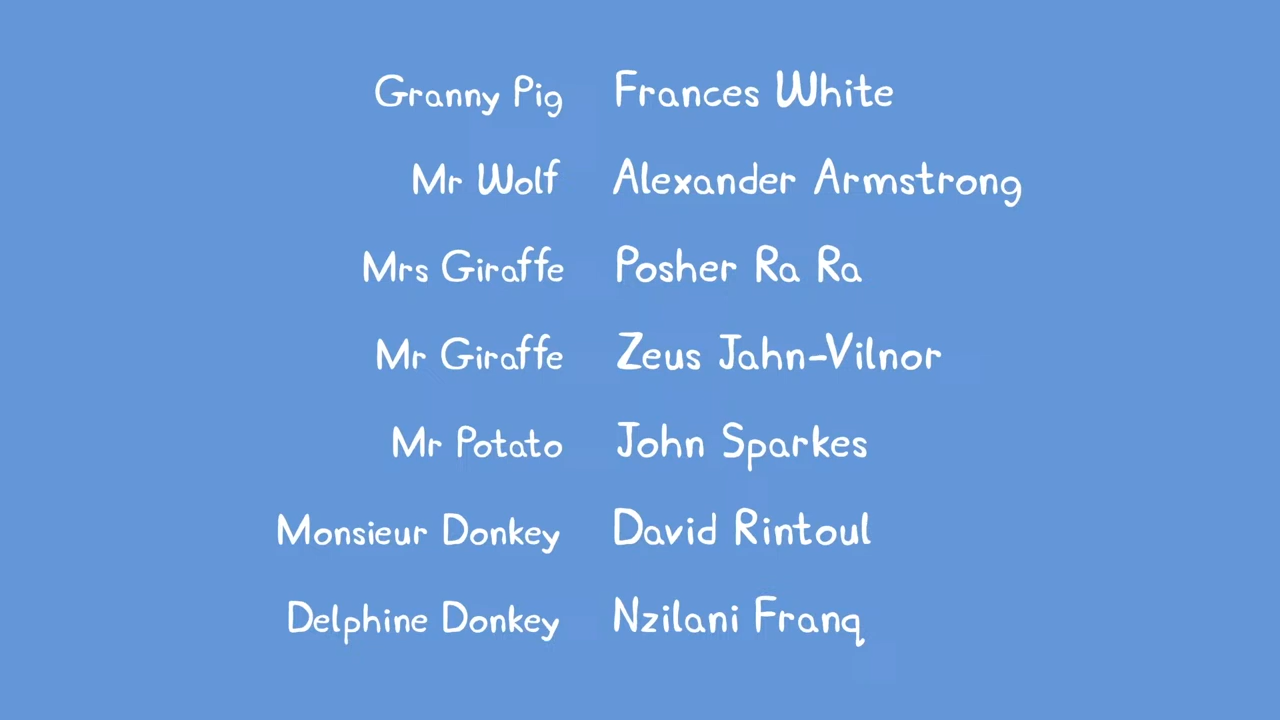 Granny Pig Frances White
Mr Wolf Alexander Armstrong
Mrs Giraffe Posher Ra Ra
Mr Giraffe Zeus Jahn-Vilnor
Mr Potato John Sparkes
Monsieur Donkey David Rintoul
Delphine Donkey Nzilani Franq